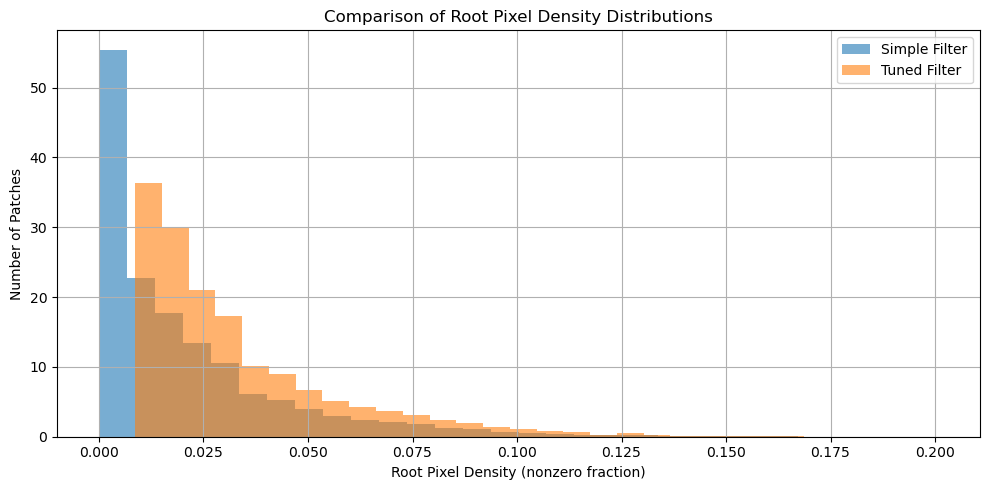 Comparison of Root Pixel Density Distributions
Simple Filter
Tuned Filter
Number of Patches
50
40
30
20
10
0
0.000 0.025 0.050 0.075 0.100 0.125 0.150 0.175 0.200
Root Pixel Density (nonzero fraction)